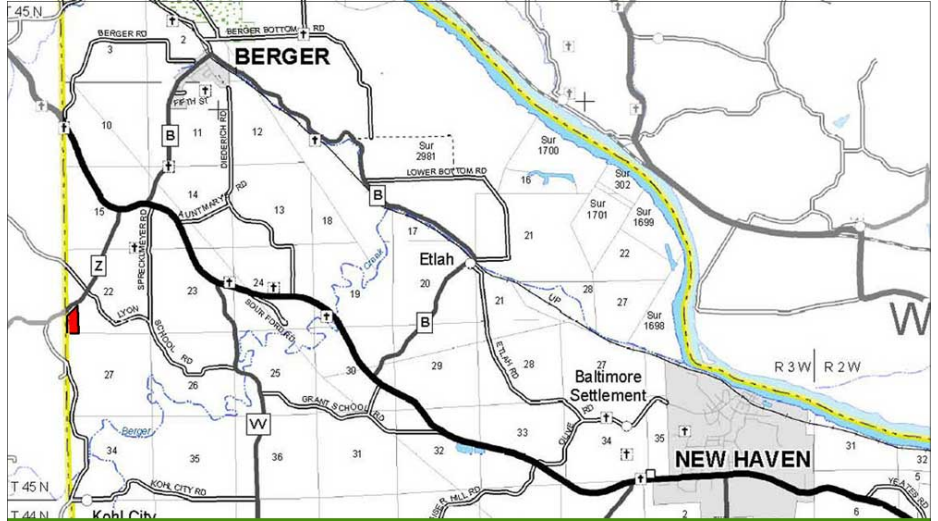 45 N
BERGER RD
BERGER BOTTOM RD
3
2
BERGER
FIFTH ST
10
11
12
DIEDERICH RD
B
Sur
2981
Sur
1700
LOWER BOTTOM RD
16
Sur
302
14
AUNTMARY RD
13
18
B
Sur
1701
Sur
1699
15
17
21
22
SPRECKLMEYER RD
Creek
Etlah
Z
24
19
20
28
27
22
23
21
UP
LYON
SCHOOL RD
SOUR FORD RD
B
Sur
1698
W
ETLAH RD
R 3 W
R 2 W
27
26
25
30
29
28
27
Baltimore
Settlement
GRANT SCHOOL RD
Berger
33
OLIVE RD
34
35
34
35
36
31
32
NEW HAVEN
31
32
T 45 N
KOHL CITY RD
5
6
YEATES RD
T 44 N
Kohl City
2